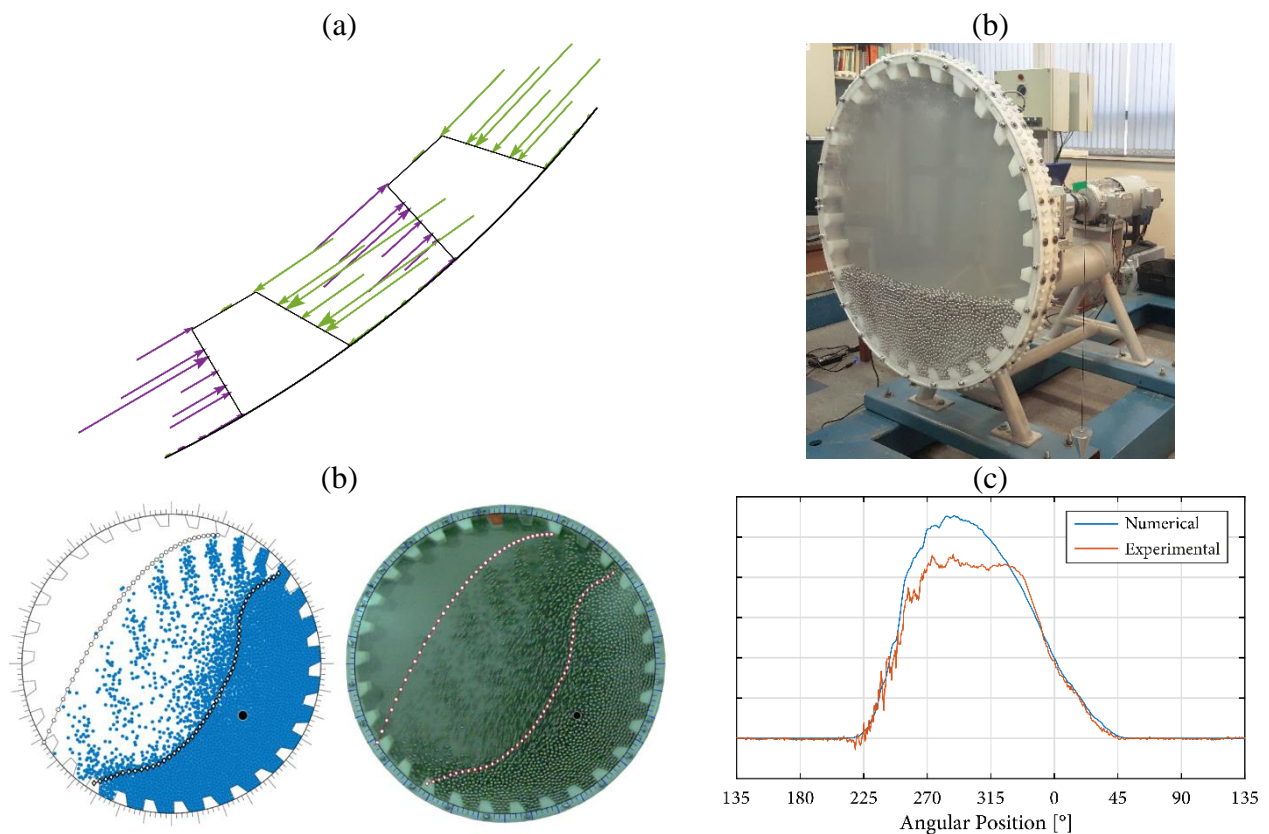 (a)
(b)
(b)
(c)
Numerical
Experimental
135 180 225 270 315 0 45 90 135
Angular Position [°]